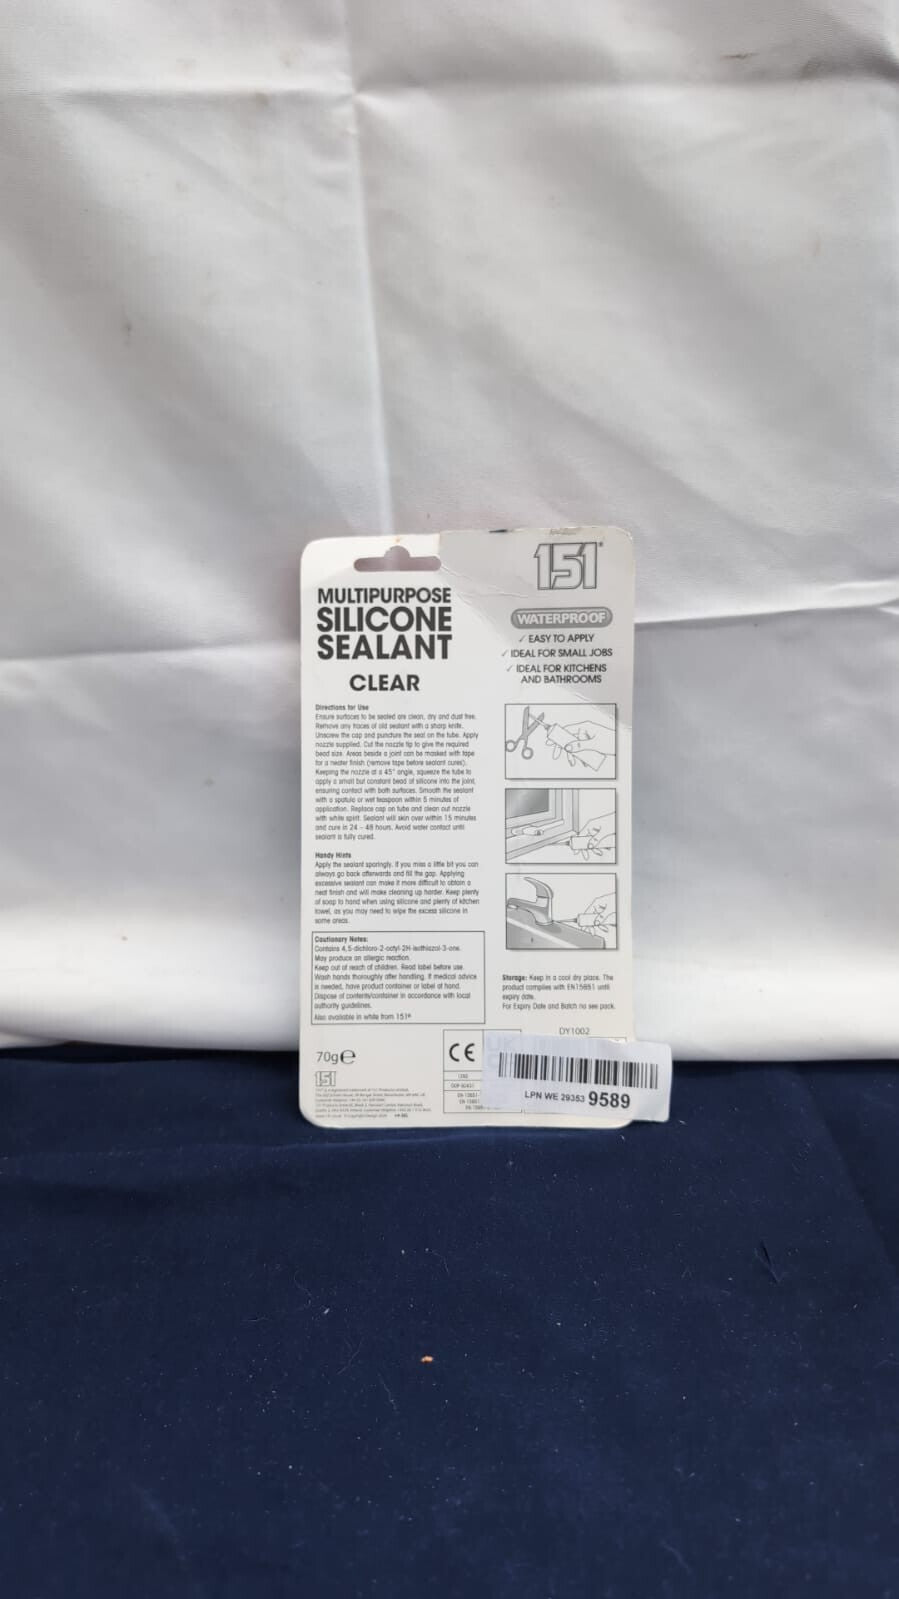 MULTIPURPOSE
SILICONE
SEALANT
CLEAR
Directions for Use
Ensure surfaces to be sealed are clean, dry and dust free.
Remove any traces of old sealant with a sharp knife.
Unscrew the cap and puncture the seal on the tube. Apply
nozzle supplied. Cut the nozzle tip to give the required
bead size. Areas beside a joint can be masked with tape
for a neater finish (remove tape before sealant cures).
Keeping the nozzle at a 45° angle, squeeze the tube to
apply a small but constant bead of silicone into the joint,
ensuring contact with both surfaces. Smooth the sealant
with a spatula or wet teaspoon within 5 minutes of
application. Replace cap on tube and clean out nozzle
with white spirit. Sealant will skin over within 15 minutes
and cure in 24 - 48 hours. Avoid water contact until
sealant is fully cured.
Handy Hints
Apply the sealant sparingly. If you miss a little bit you can
always go back afterwards and fill the gap. Applying
excessive sealant can make it more difficult to obtain a
neat finish and will make cleaning up harder. Keep plenty
of soap to hand when using silicone and plenty of kitchen
towel, as you may need to wipe the excess silicone in
some areas.
Cautionary Notes:
Contains 4,5-dichloro-2-octyl-2H-isothiazol-3-one.
May produce an allergic reaction.
Keep out of reach of children. Read label before use.
Wash hands thoroughly after handling. If medical advice
is needed, have product container or label at hand.
Dispose of contents/container in accordance with local
authority guidelines.
Also available in white from 151®
70g e
151
151®
WATERPROOF
✓ EASY TO APPLY
✓ IDEAL FOR SMALL JOBS
✓ IDEAL FOR KITCHENS
AND BATHROOMS
Storage: Keep in a cool dry place. The
product complies with EN15651 until
expiry date.
For Expiry Date and Batch no see pack.
DY1002
CE
LPN WE 29353 9589